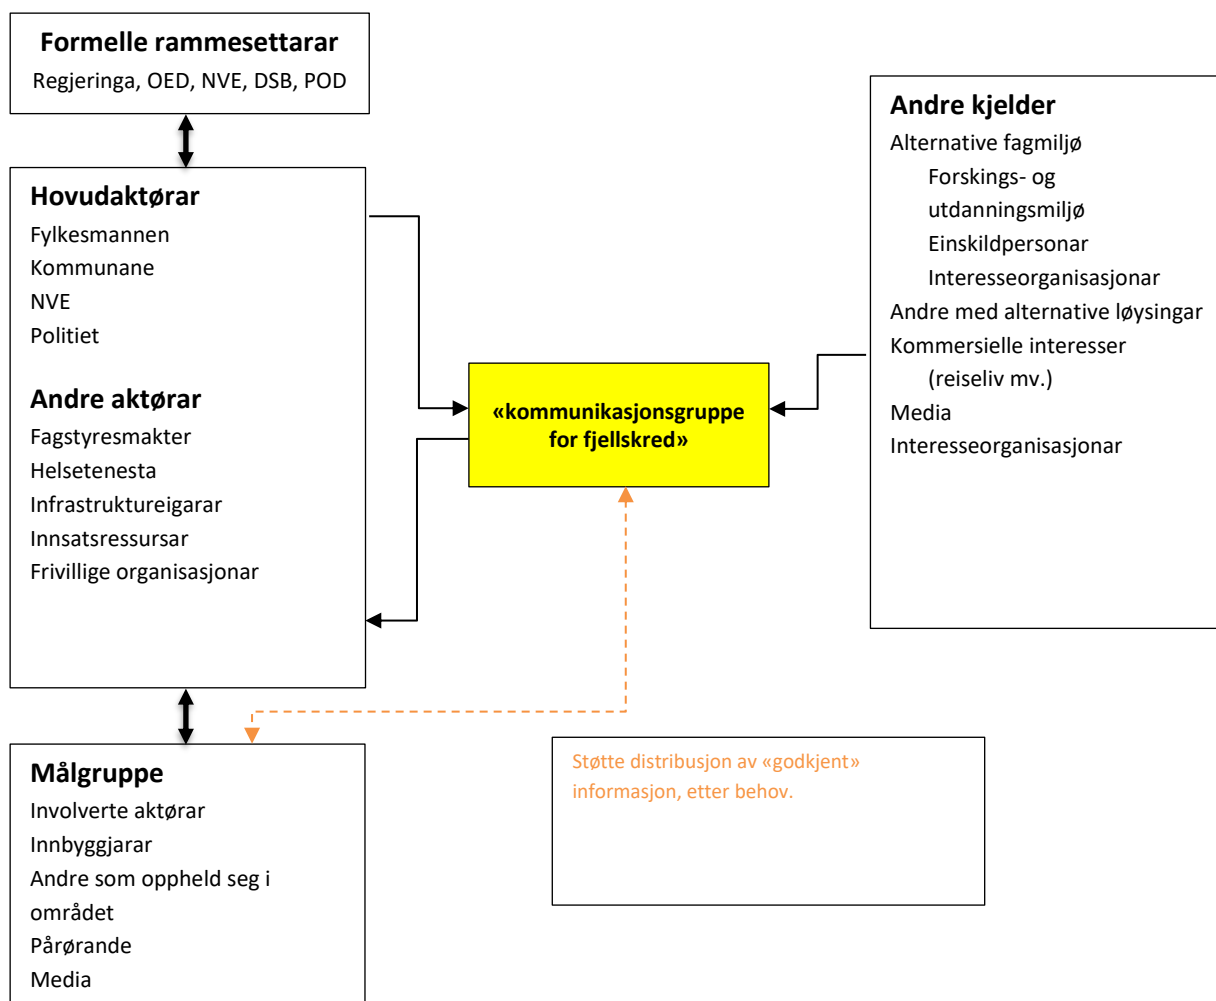 Formelle rammesettarar
Regjeringa, OED, NVE, DSB, POD
Hovudaktørar
Fylkesmannen
Kommunane
NVE
Politiet
Andre aktørar
Fagstyresmakter
Helsetenesta
Infrastruktureigarar
Innsatsressursar
Frivillige organisasjonar
Målgruppe
Involverte aktørar
Innbyggjarar
Andre som oppheld seg i
området
Pårørande
Media
«kommunikasjonsgruppe
for fjellskred»
Støtte distribusjon av «godkjent»
informasjon, etter behov.
Andre kjelder
Alternative fagmiljø
Forskings- og
utdanningsmiljø
Einskildpersonar
Interesseorganisasjonar
Andre med alternative løysingar
Kommersielle interesser
(reiseliv mv.)
Media
Interesseorganisasjonar